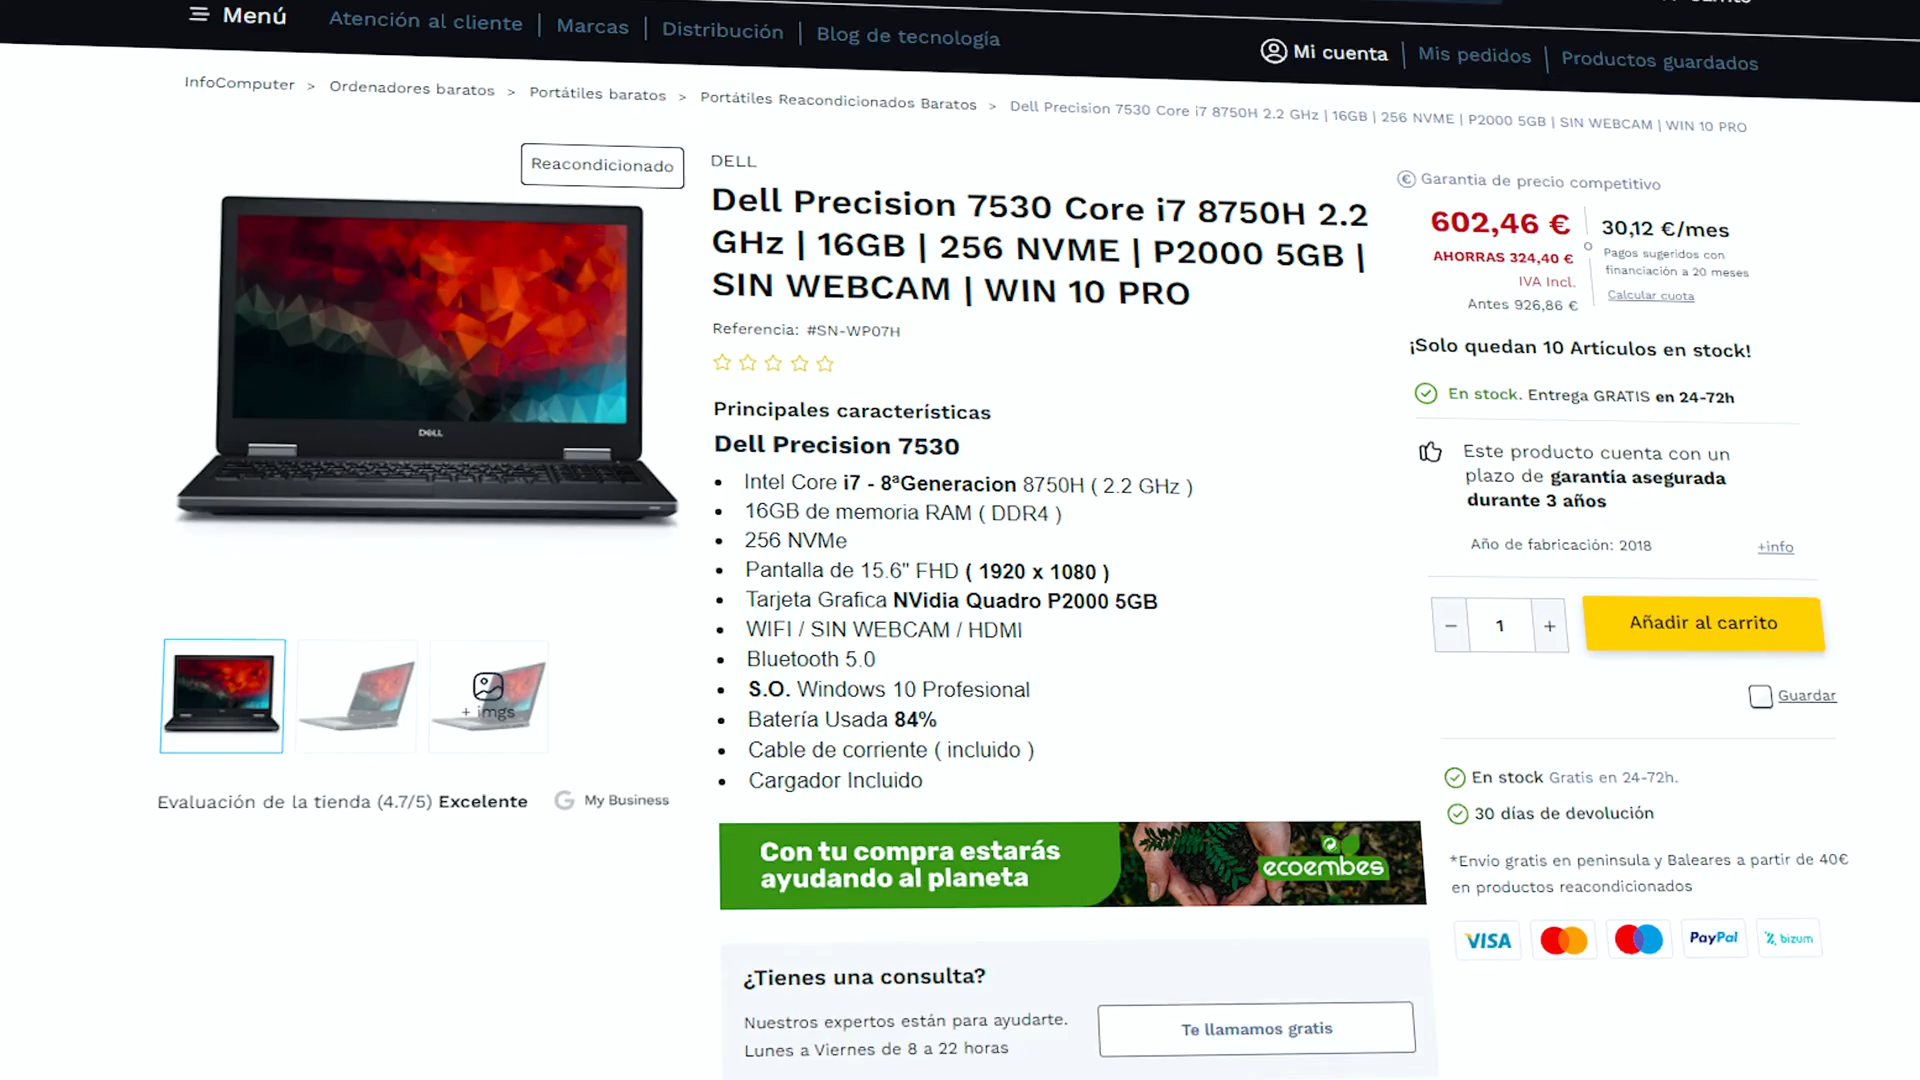 Menú
Atención al cliente | Marcas | Distribución | Blog de tecnología
Mi cuenta | Mis pedidos | Productos guardados
InfoComputer > Ordenadores baratos > Portátiles baratos > Portátiles Reacondicionados Baratos > Dell Precision 7530 Core i7 8750H 2.2 GHz | 16GB | 256 NVME | P2000 5GB | SIN WEBCAM | WIN 10 PRO
Reacondicionado
DELL
+ imgs
Evaluación de la tienda (4.7/5) Excelente
G My Business
DELL
Dell Precision 7530 Core i7 8750H 2.2
GHz | 16GB | 256 NVME | P2000 5GB |
SIN WEBCAM | WIN 10 PRO
Referencia: #SN-WP07H
Principales características
Dell Precision 7530
• Intel Core i7 - 8ªGeneracion 8750H ( 2.2 GHz )
• 16GB de memoria RAM ( DDR4 )
• 256 NVMe
• Pantalla de 15.6" FHD ( 1920 x 1080 )
• Tarjeta Grafica NVidia Quadro P2000 5GB
• WIFI / SIN WEBCAM / HDMI
• Bluetooth 5.0
• S.O. Windows 10 Profesional
• Batería Usada 84%
• Cable de corriente ( incluido )
• Cargador Incluido
Con tu compra estarás
ayudando al planeta
ecoembes
¿Tienes una consulta?
Nuestros expertos están para ayudarte.
Lunes a Viernes de 8 a 22 horas
Te llamamos gratis
€ Garantia de precio competitivo
602,46 €
AHORRAS 324,40 €
IVA Incl.
Antes 926,86 €
o
30,12 €/mes
Pagos sugeridos con
financiación a 20 meses
Calcular cuota
¡Solo quedan 10 Artículos en stock!
En stock. Entrega GRATIS en 24-72h
Este producto cuenta con un
plazo de garantía asegurada
durante 3 años
Año de fabricación: 2018
+info
− 1 +
Añadir al carrito
Guardar
En stock Gratis en 24-72h.
30 días de devolución
*Envío gratis en peninsula y Baleares a partir de 40€
en productos reacondicionados
VISA
PayPal
bizum